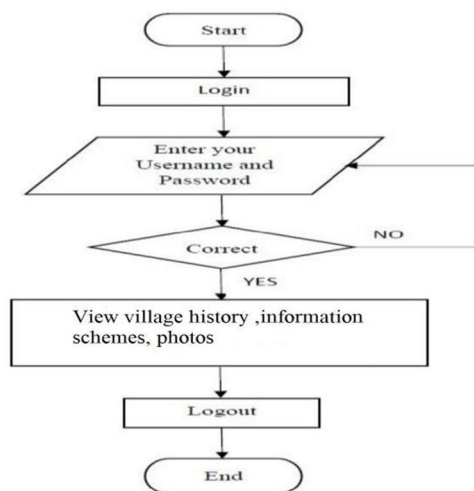 Start
Login
Enter your
Username and
Password
Correct
NO
YES
View village history ,information
schemes, photos
Logout
End